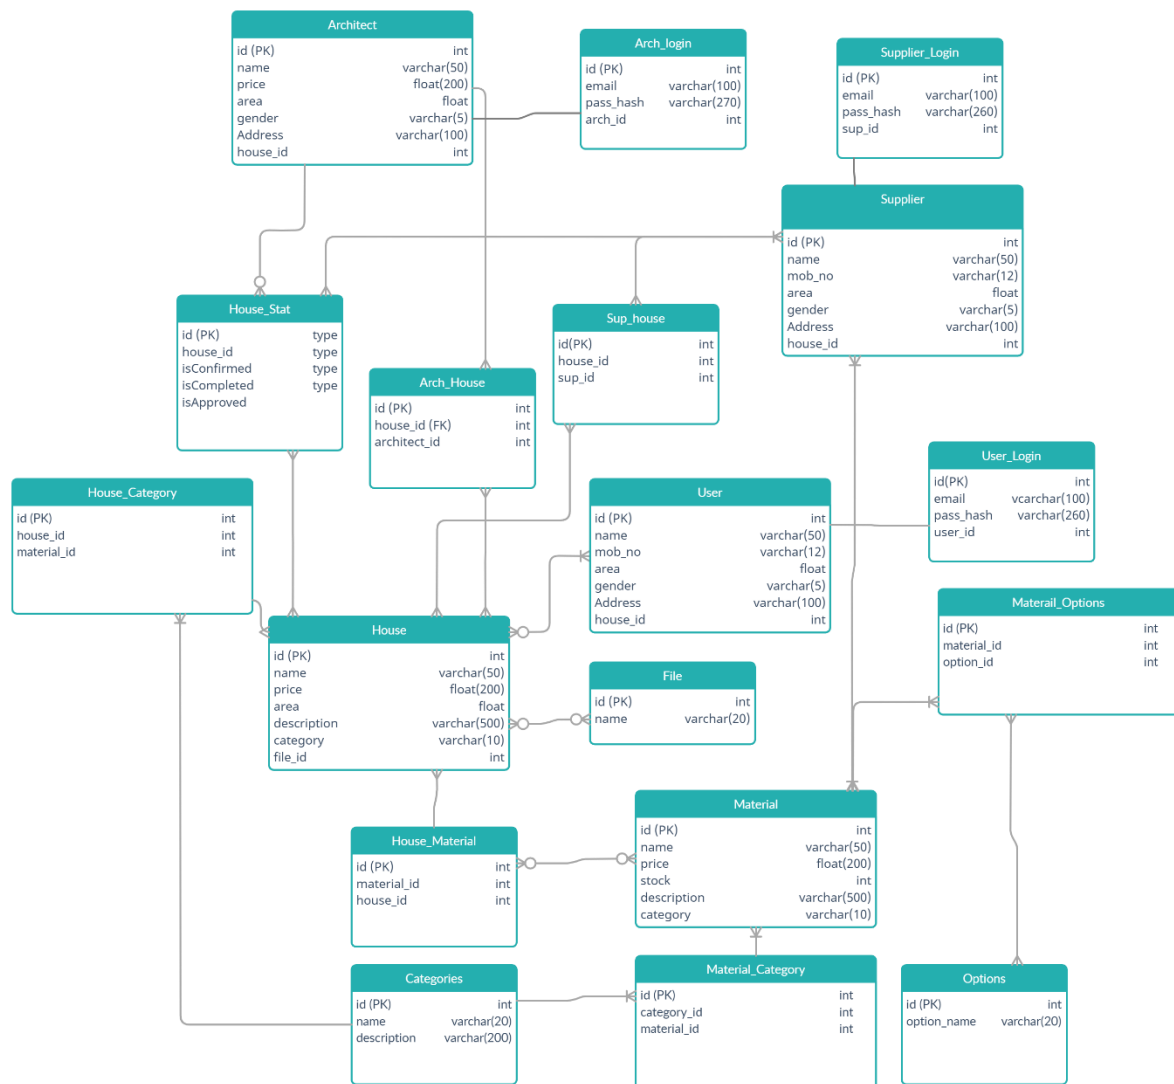 Architect
id (PK) int
name varchar(50)
price float(200)
area float
gender varchar(5)
Address varchar(100)
house_id int
Arch_login
id (PK) int
email varchar(100)
pass_hash varchar(270)
arch_id int
Supplier_Login
id (PK) int
email varchar(100)
pass_hash varchar(260)
sup_id int
Supplier
id (PK) int
name varchar(50)
mob_no varchar(12)
area float
gender varchar(5)
Address varchar(100)
house_id int
House_Stat
id (PK) type
house_id type
isConfirmed type
isCompleted type
isApproved
Sup_house
id(PK) int
house_id int
sup_id int
Arch_House
id (PK) int
house_id (FK) int
architect_id int
House_Category
id (PK) int
house_id int
material_id int
User
id (PK) int
name varchar(50)
mob_no varchar(12)
area float
gender varchar(5)
Address varchar(100)
house_id int
User_Login
id(PK) int
email vcarchar(100)
pass_hash varchar(260)
user_id int
Materail_Options
id (PK) int
material_id int
option_id int
House
id (PK) int
name varchar(50)
price float(200)
area float
description varchar(500)
category varchar(10)
file_id int
File
id (PK) int
name varchar(20)
Material
id (PK) int
name varchar(50)
price float(200)
stock int
description varchar(500)
category varchar(10)
House_Material
id (PK) int
material_id int
house_id int
Categories
id (PK) int
name varchar(20)
description varchar(200)
Material_Category
id (PK) int
category_id int
material_id int
Options
id (PK) int
option_name varchar(20)